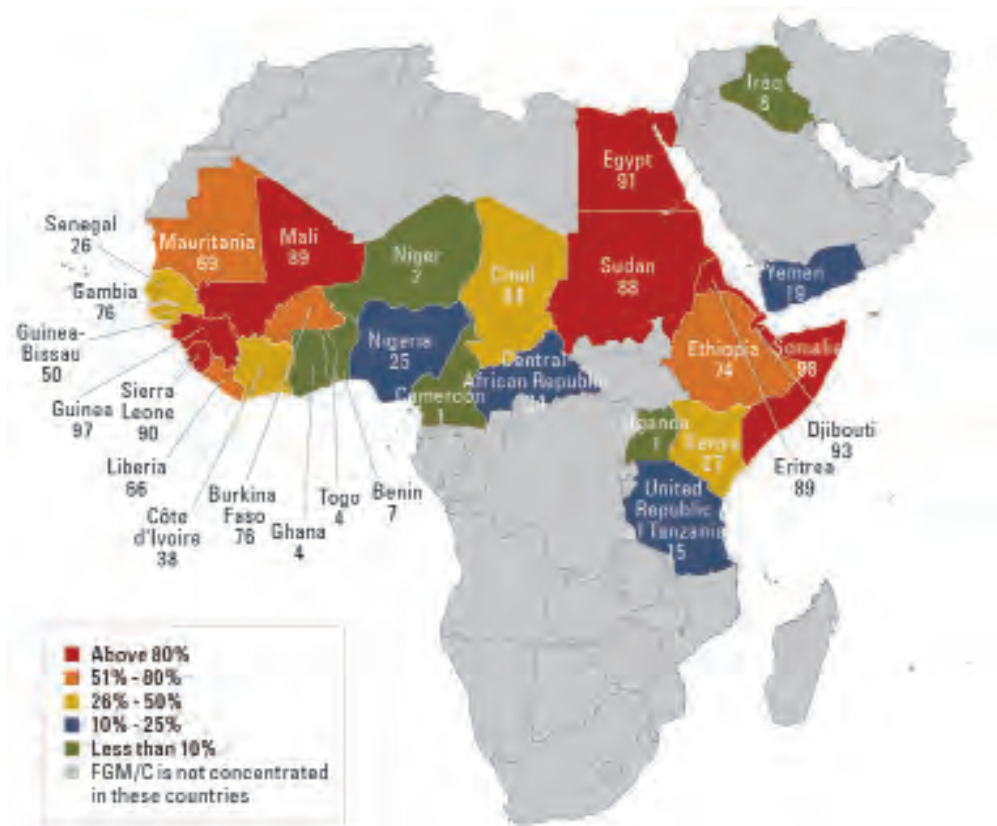 Iraq
8
Egypt
91
Senegal
26
Mauritania
69
Mali
89
Niger
2
Chad
44
Sudan
88
Yemen
19
Gambia
76
Guinea-
Bissau
50
Nigeria
25
Central
African Republic
24
Ethiopia
74
Somalia
98
Guinea
97
Sierra
Leone
90
Cameroon
1
Uganda
1
Kenya
27
Djibouti
93
Eritrea
89
Liberia
66
Côte
d'Ivoire
38
Burkina
Faso
76
Ghana
4
Togo
4
Benin
7
United
Republic
of Tanzania
15
Above 80%
51% - 80%
26% - 50%
10% - 25%
Less than 10%
FGM/C is not concentrated
in these countries